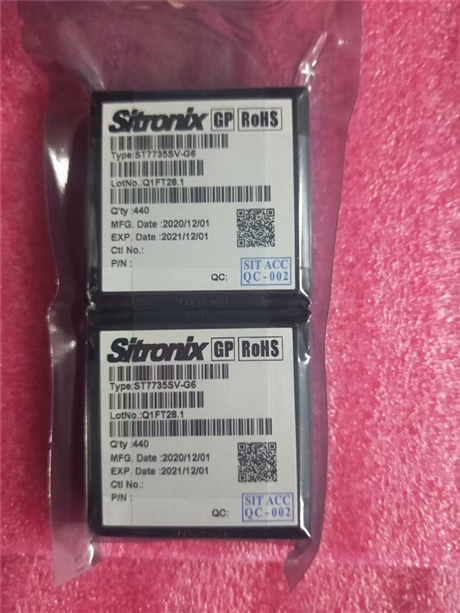 Sitronix GP RoHS
Type:ST7735SV-G6
LotNo.:Q1FT28.1
Q'ty :440
MFG. Date :2020/12/01
EXP. Date :2021/12/01
Ctl No.:
P/N :
QC: SIT ACC
QC-002
Sitronix GP RoHS
Type:ST7735SV-G6
LotNo.:Q1FT28.1
Q'ty :440
MFG. Date :2020/12/01
EXP. Date :2021/12/01
Ctl No.:
P/N :
QC: SIT ACC
QC-002